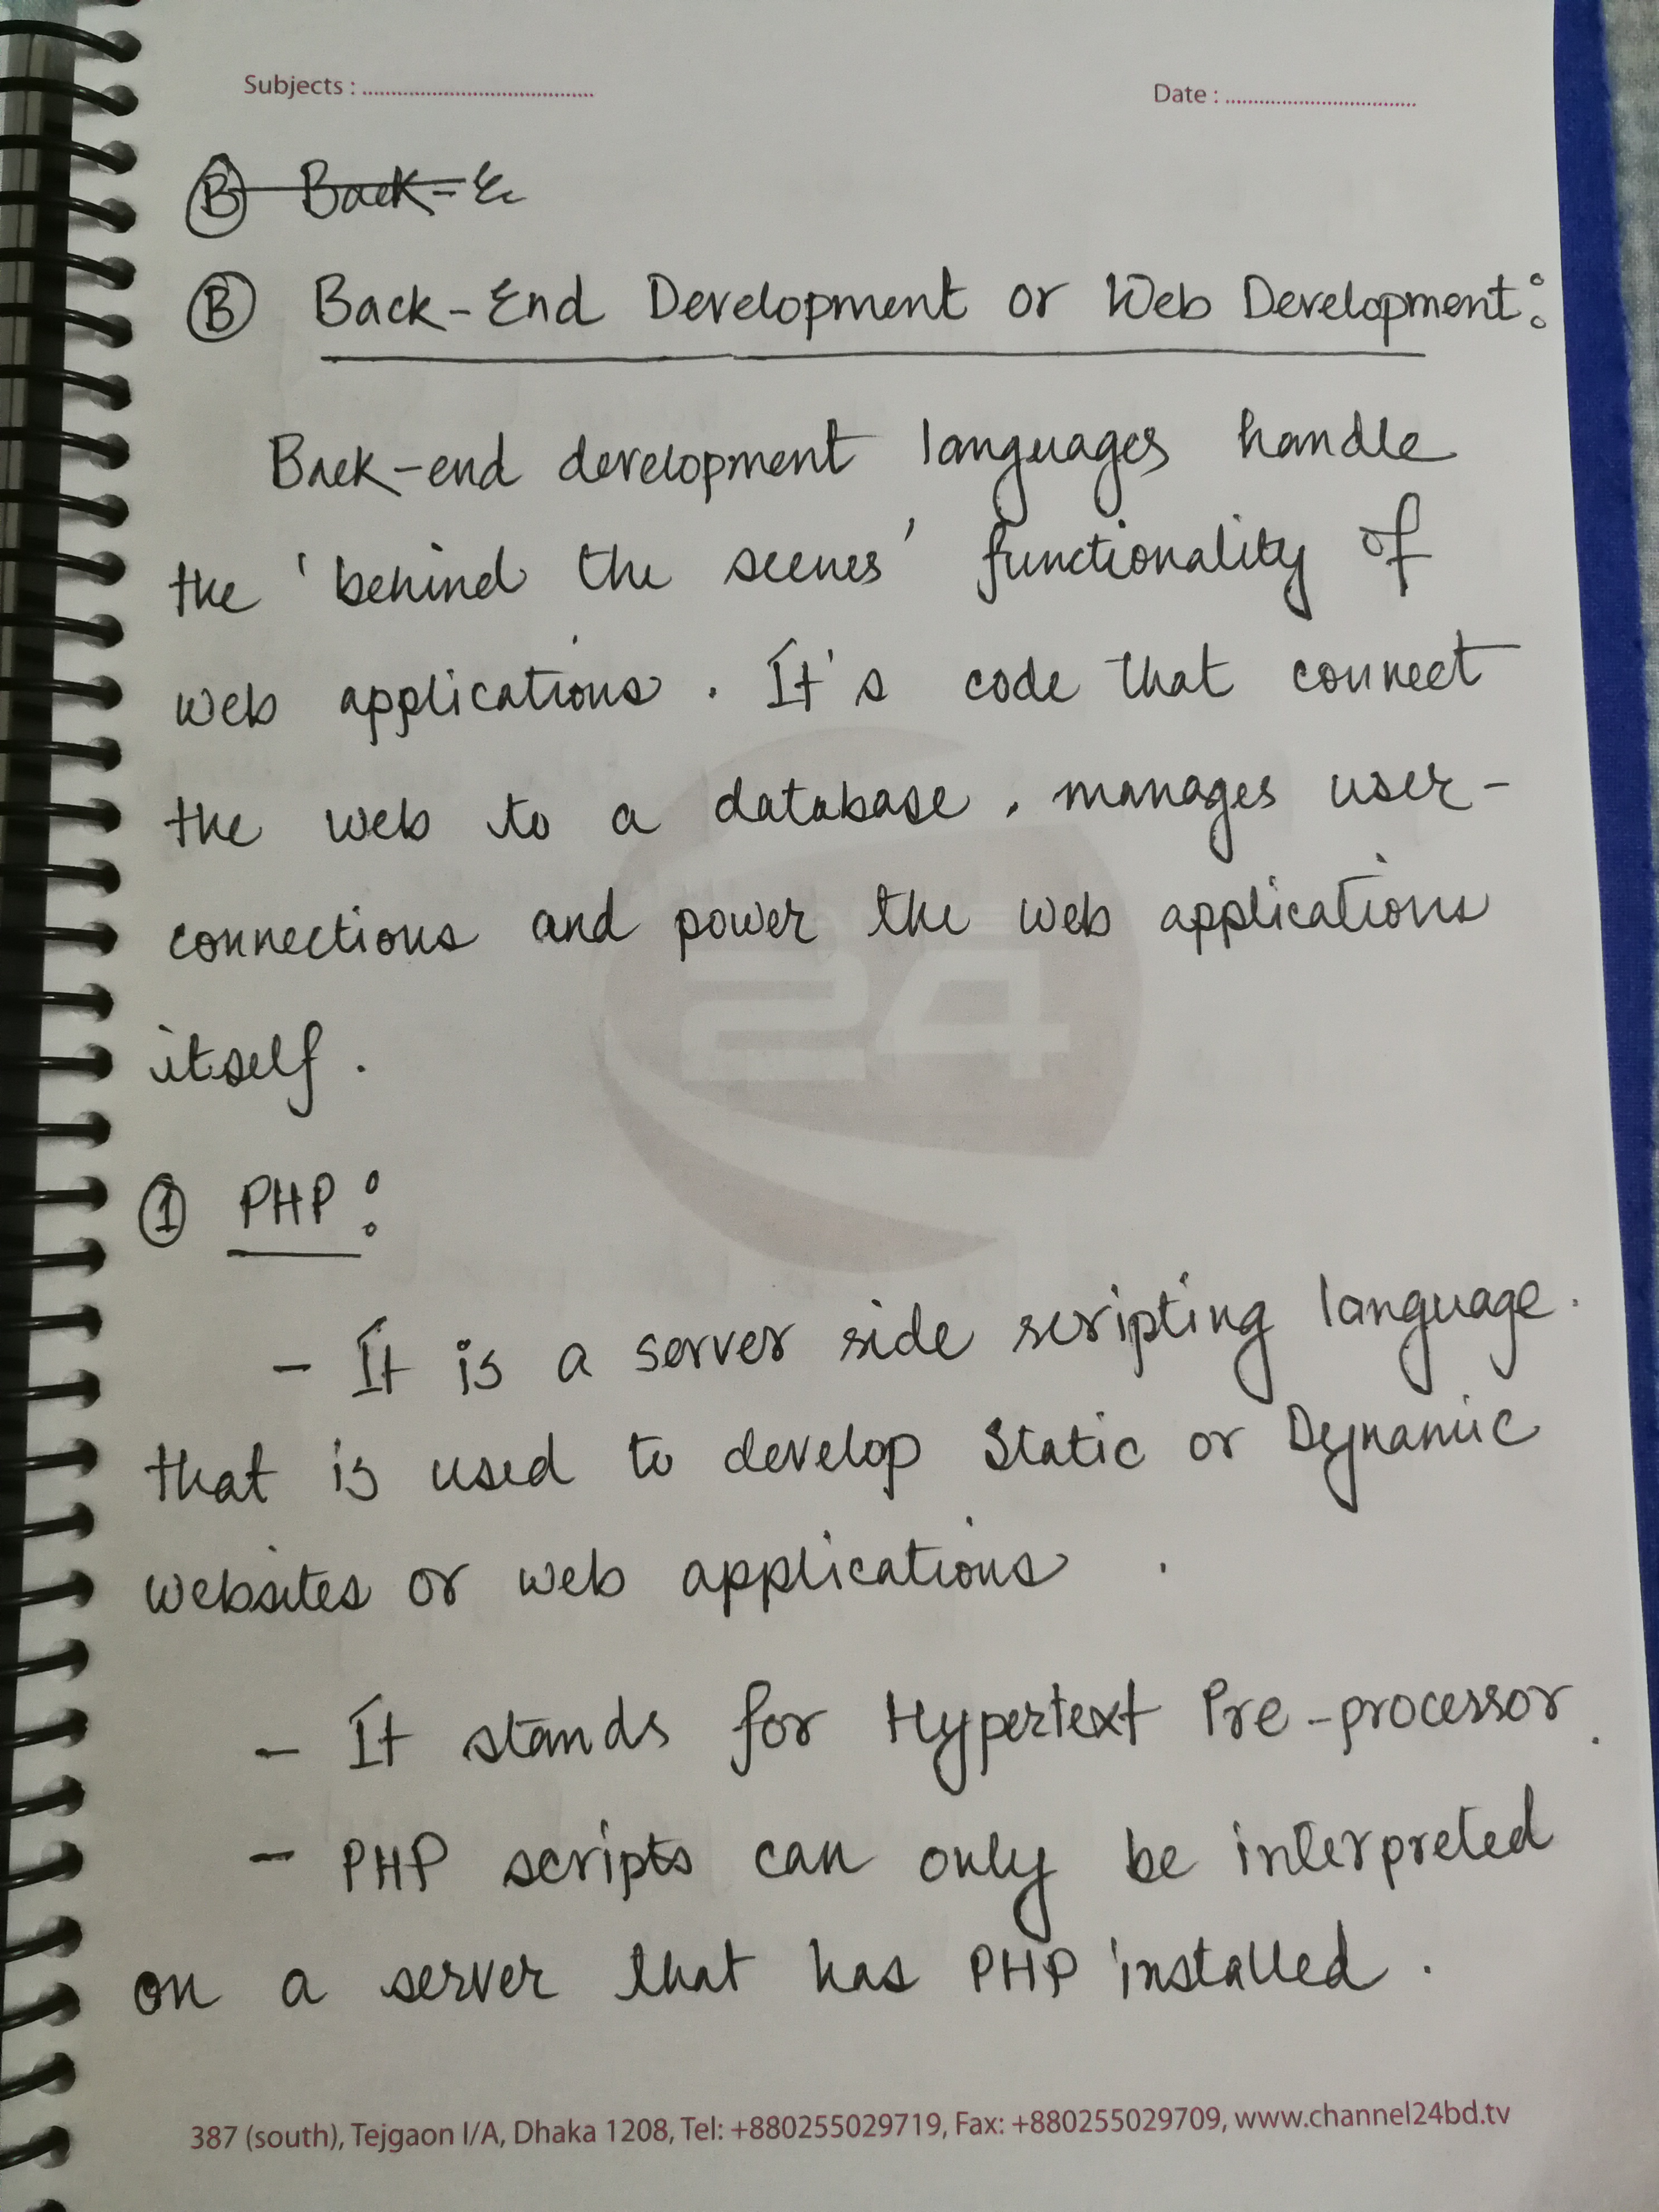 Subjects : ........................................ Date : .................................
Ⓑ Back-E
Ⓑ Back-End Development or Web Development:
Back-end development languages handle
the 'behind the scenes' functionality of
web applications. It's code that connect
the web to a database, manages user-
connections and power the web applications
itself.
24
① PHP:
- It is a server side scripting language.
that is used to develop Static or Dynamic
websites or web applications.
- It stands for Hypertext Pre-processor.
- PHP scripts can only be interpreted
on a server that has PHP installed.
387 (south), Tejgaon I/A, Dhaka 1208, Tel: +880255029719, Fax: +880255029709, www.channel24bd.tv